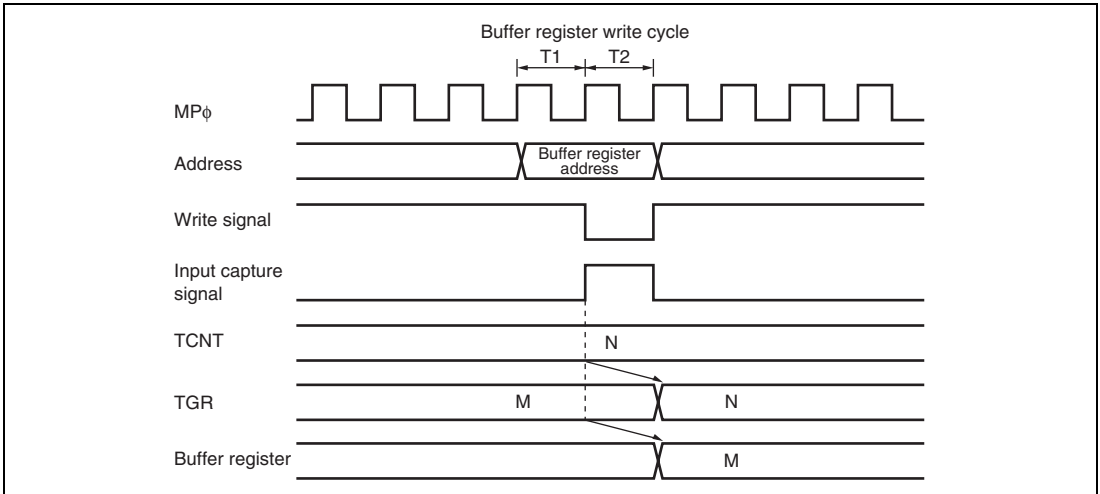 Buffer register write cycle
T1 T2
MPϕ
Address
Buffer register
address
Write signal
Input capture
signal
TCNT
N
TGR
M N
Buffer register
M